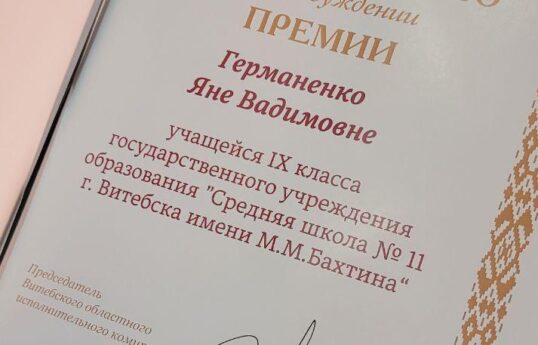 ПРЕМИИ
Германенко
Яне Вадимовне
учащейся IX класса
государственного учреждения
образования "Средняя школа № 11
г. Витебска имени М.М.Бахтина“
Председатель
Витебского областного
исполнительного